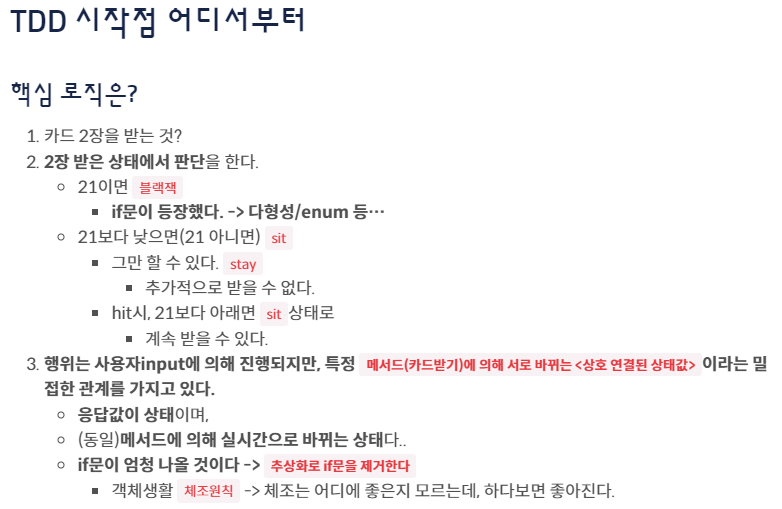 TDD 시작점 어디서부터
핵심 로직은?
1. 카드 2장을 받는 것?
2. 2장 받은 상태에서 판단을 한다.
21이면 블랙잭
if문이 등장했다. -> 다형성/enum 등…
21보다 낮으면(21 아니면) sit
그만 할 수 있다. stay
추가적으로 받을 수 없다.
hit시, 21보다 아래면 sit 상태로
계속 받을 수 있다.
3. 행위는 사용자input에 의해 진행되지만, 특정 메서드(카드받기)에 의해 서로 바뀌는 <상호 연결된 상태값> 이라는 밀
접한 관계를 가지고 있다.
응답값이 상태이며,
(동일)메서드에 의해 실시간으로 바뀌는 상태다..
if문이 엄청 나올 것이다 -> 추상화로 if문을 제거한다
객체생활 체조원칙 -> 체조는 어디에 좋은지 모르는데, 하다보면 좋아진다.